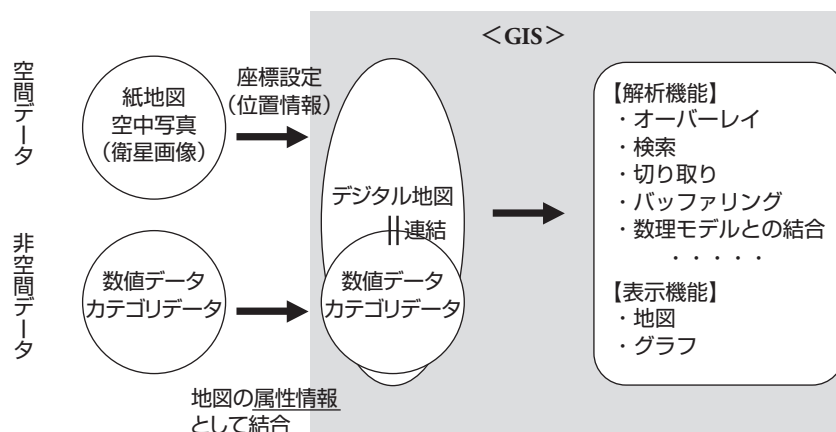 ＜GIS＞
空間データ
紙地図
空中写真
（衛星画像）
座標設定
（位置情報）
デジタル地図
連結
非空間データ
数値データ
カテゴリデータ
数値データ
カテゴリデータ
地図の属性情報
として結合
【解析機能】
・オーバーレイ
・検索
・切り取り
・バッファリング
・数理モデルとの結合
・・・・・
【表示機能】
・地図
・グラフ